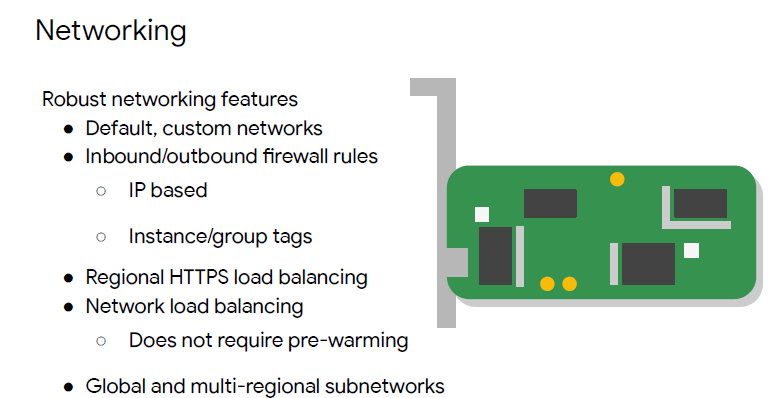 Networking
Robust networking features
● Default, custom networks
● Inbound/outbound firewall rules
○ IP based
○ Instance/group tags
● Regional HTTPS load balancing
● Network load balancing
○ Does not require pre-warming
● Global and multi-regional subnetworks